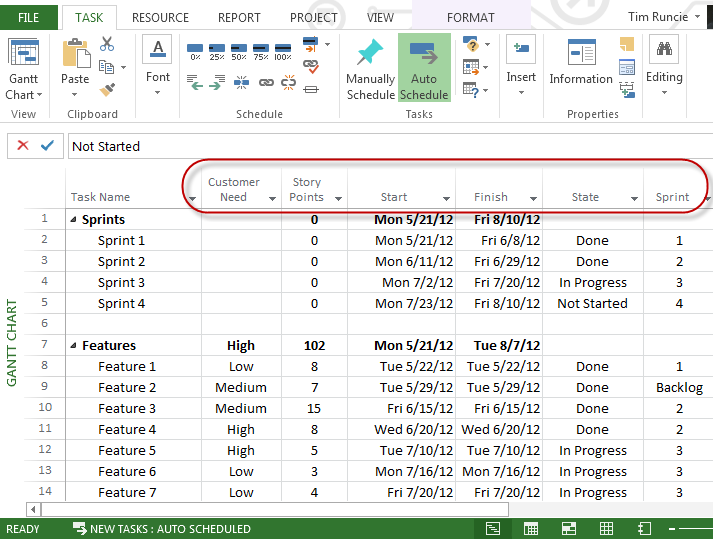 FILE TASK RESOURCE REPORT PROJECT VIEW FORMAT Tim Runcie
0% 25% 50% 75% 100%
Gantt Chart Paste Font Manually Schedule Auto Schedule Insert Information Editing
View Clipboard Schedule Tasks Properties
Not Started
Task Name Customer Need Story Points Start Finish State Sprint
1 Sprints 0 Mon 5/21/12 Fri 8/10/12
2 Sprint 1 0 Mon 5/21/12 Fri 6/8/12 Done 1
3 Sprint 2 0 Mon 6/11/12 Fri 6/29/12 Done 2
4 Sprint 3 0 Mon 7/2/12 Fri 7/20/12 In Progress 3
5 Sprint 4 0 Mon 7/23/12 Fri 8/10/12 Not Started 4
6
7 Features High 102 Mon 5/21/12 Tue 8/7/12
8 Feature 1 Low 8 Tue 5/22/12 Tue 5/22/12 Done 1
9 Feature 2 Medium 7 Tue 5/29/12 Tue 5/29/12 Done Backlog
10 Feature 3 Medium 15 Fri 6/15/12 Fri 6/15/12 Done 2
11 Feature 4 High 8 Wed 6/20/12 Wed 6/20/12 Done 2
12 Feature 5 High 5 Tue 7/10/12 Tue 7/10/12 In Progress 3
13 Feature 6 Low 3 Mon 7/16/12 Mon 7/16/12 In Progress 3
14 Feature 7 Low 4 Fri 7/20/12 Fri 7/20/12 In Progress 3
GANTT CHART
READY NEW TASKS : AUTO SCHEDULED